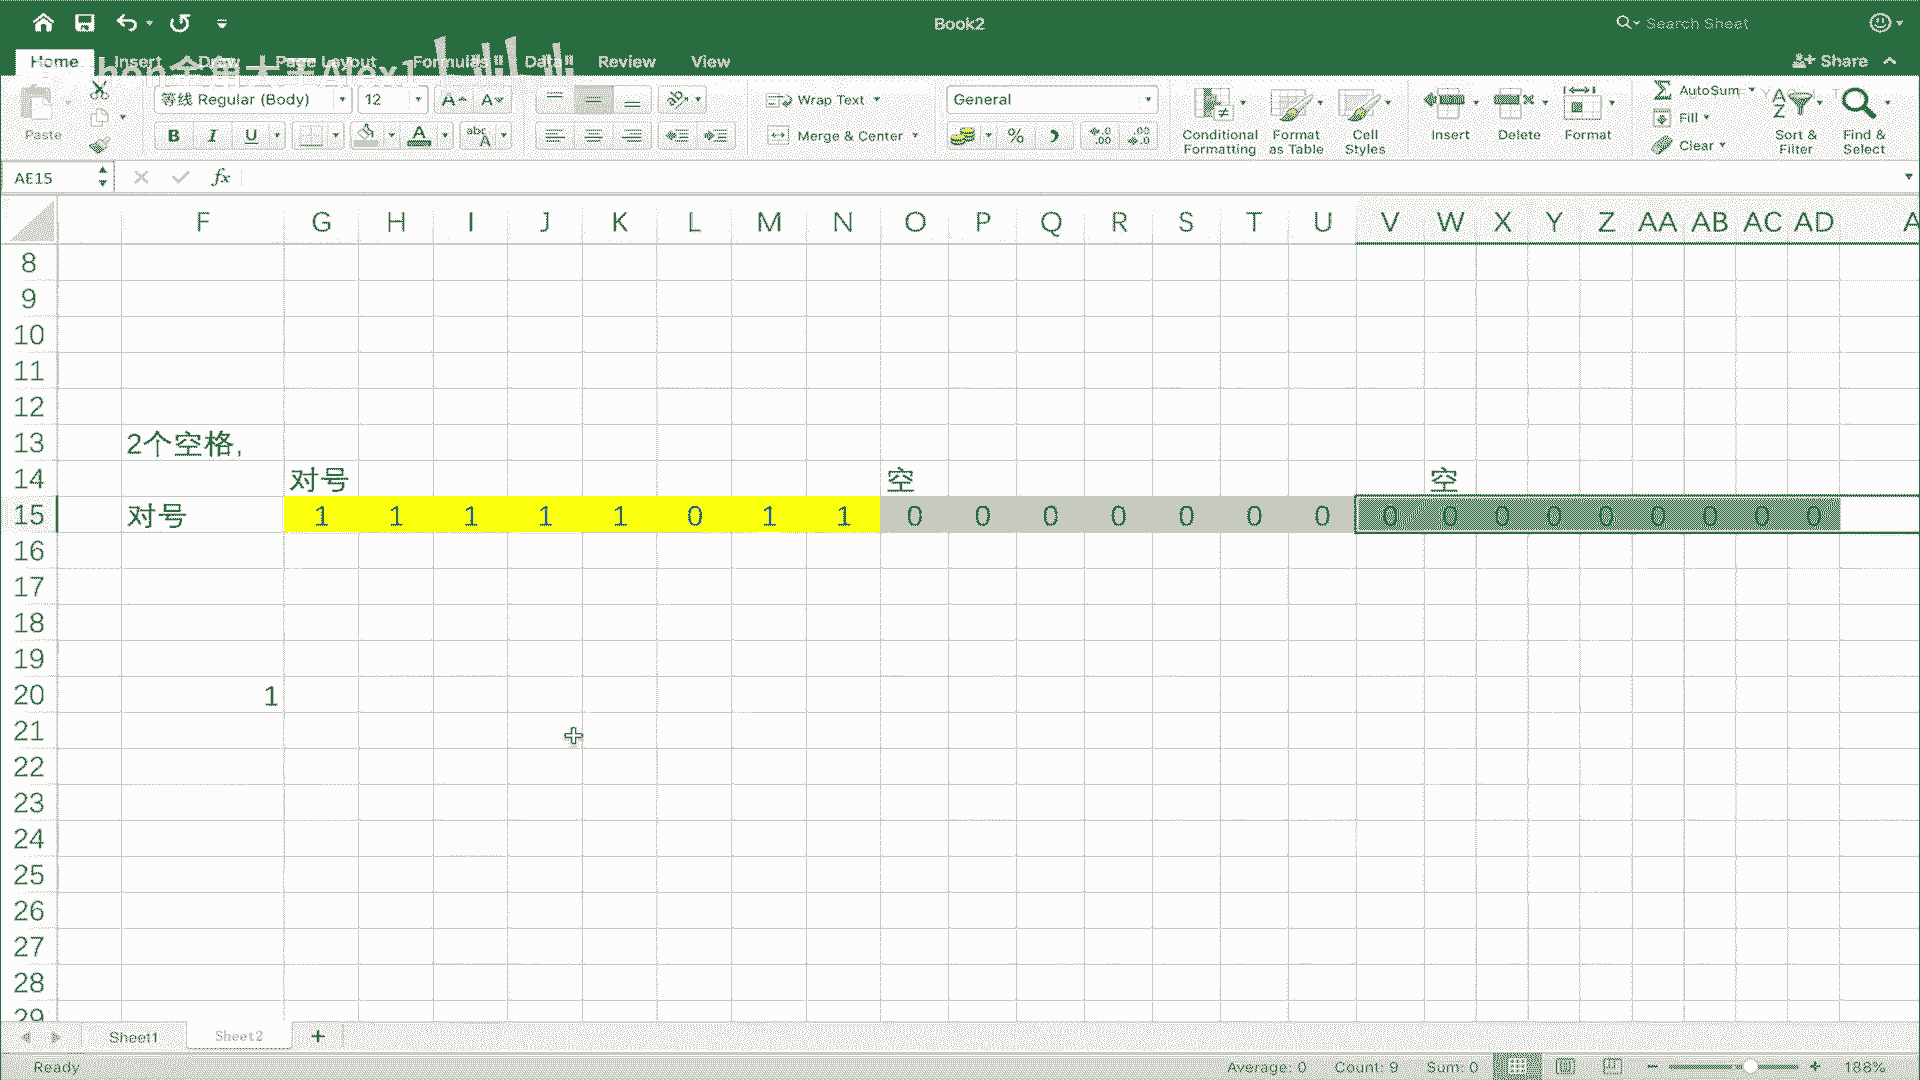 Book2
Search Sheet
Home Insert Draw Page Layout Formulas Data Review View
Share
Paste
等线 Regular (Body) 12
Wrap Text
General
AutoSum
Fill
Clear
B I U
Merge & Center
Conditional Formatting
Format as Table
Cell Styles
Insert
Delete
Format
Sort & Filter
Find & Select
AE15 fx
F G H I J K L M N O P Q R S T U V W X Y Z AA AB AC AD A
8
9
10
11
12
13 2个空格,
14 对号 空 空
15 对号 1 1 1 1 1 0 1 1 0 0 0 0 0 0 0 0 0 0 0 0 0 0 0 0
16
17
18
19
20 1
21
22
23
24
25
26
27
28
29
Sheet1 Sheet2 +
Ready Average: 0 Count: 9 Sum: 0 188%